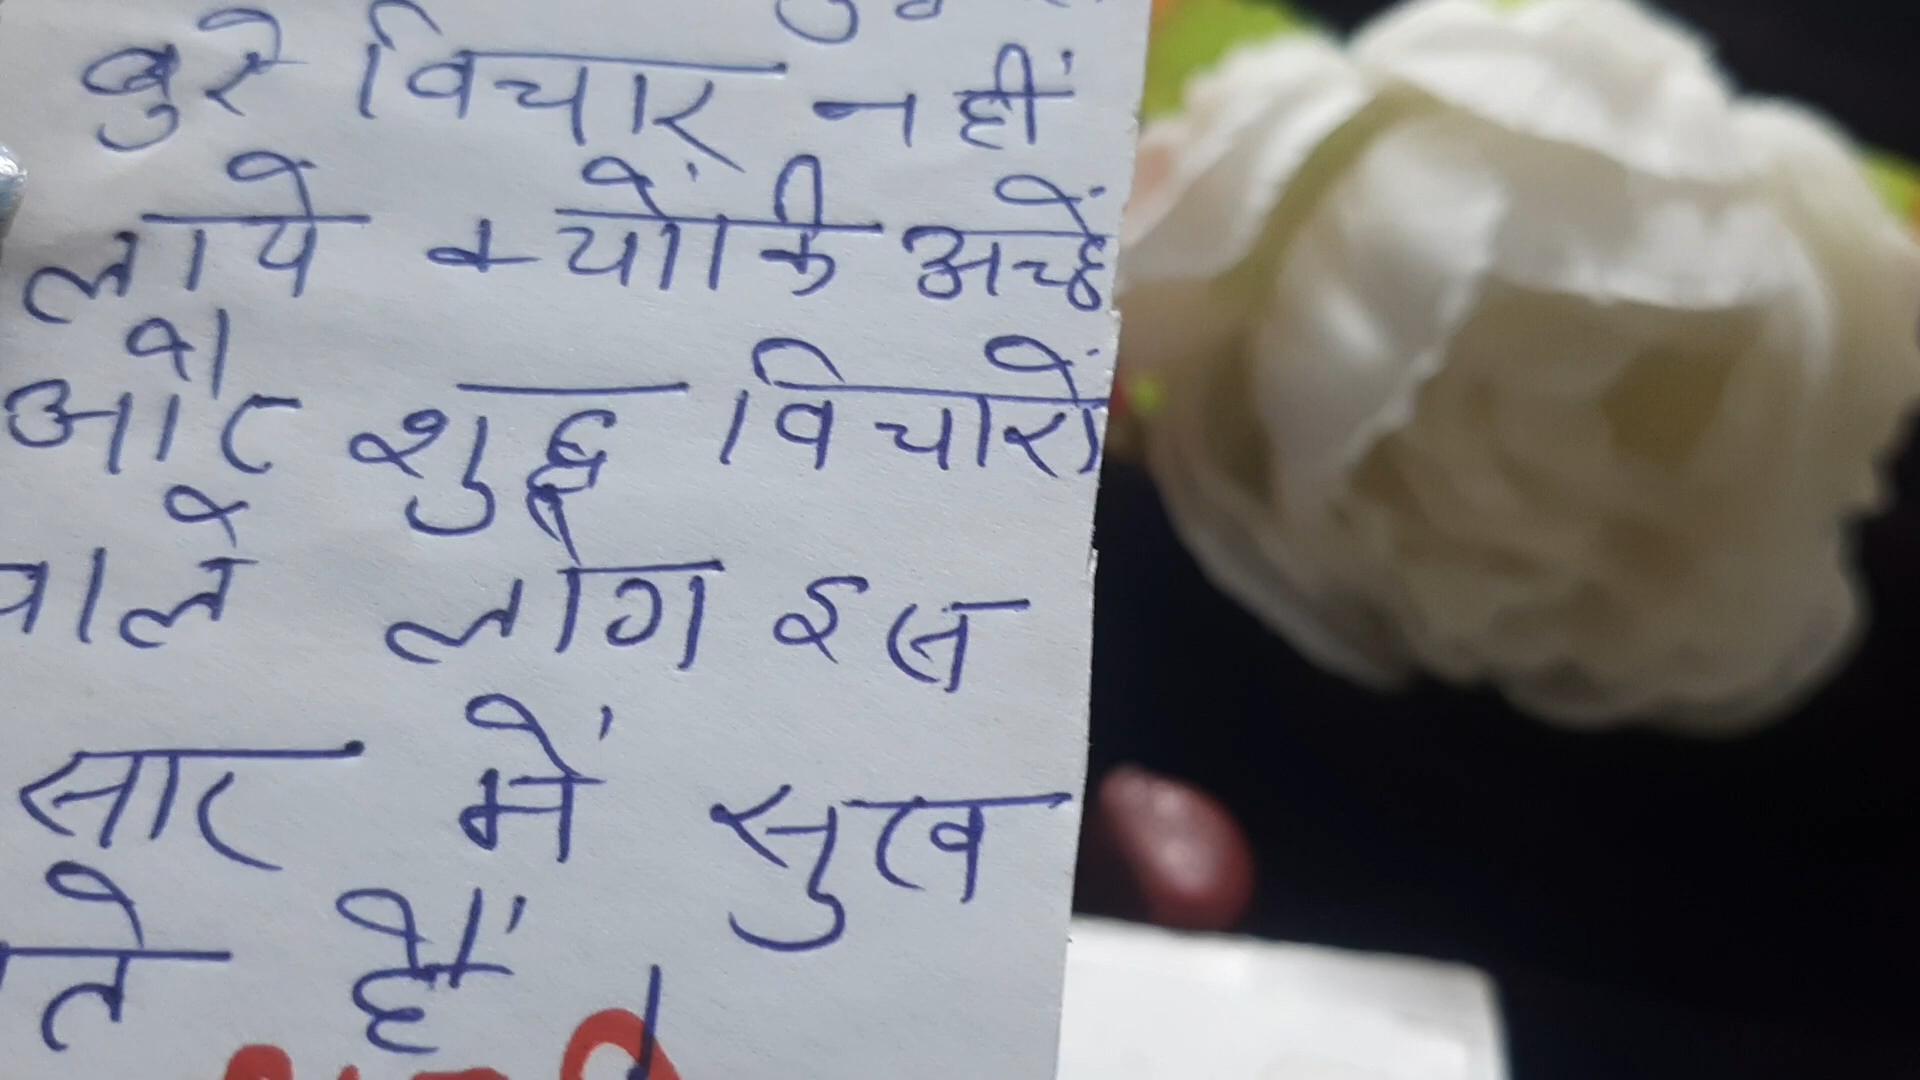 बुरे विचार नहीं
लाये क्योंकि अच्छें
और शुद्ध विचारों
वाले लोग इस
सार में सुख
ते हैं।